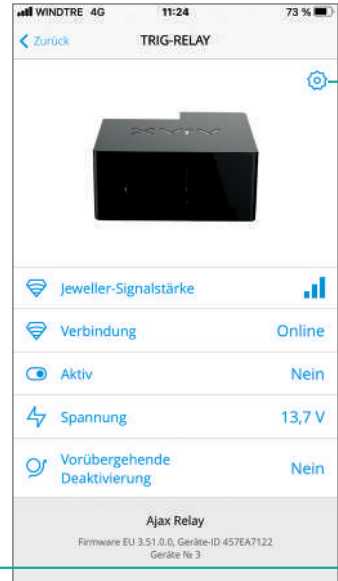 WINDTRE 4G 11:24 73 %
Zurück TRIG-RELAY
AJAX
Jeweller-Signalstärke
Verbindung Online
Aktiv Nein
Spannung 13,7 V
Vorübergehende
Deaktivierung Nein
Ajax Relay
Firmware EU 3.51.0.0, Geräte-ID 457EA7122
Geräte № 3